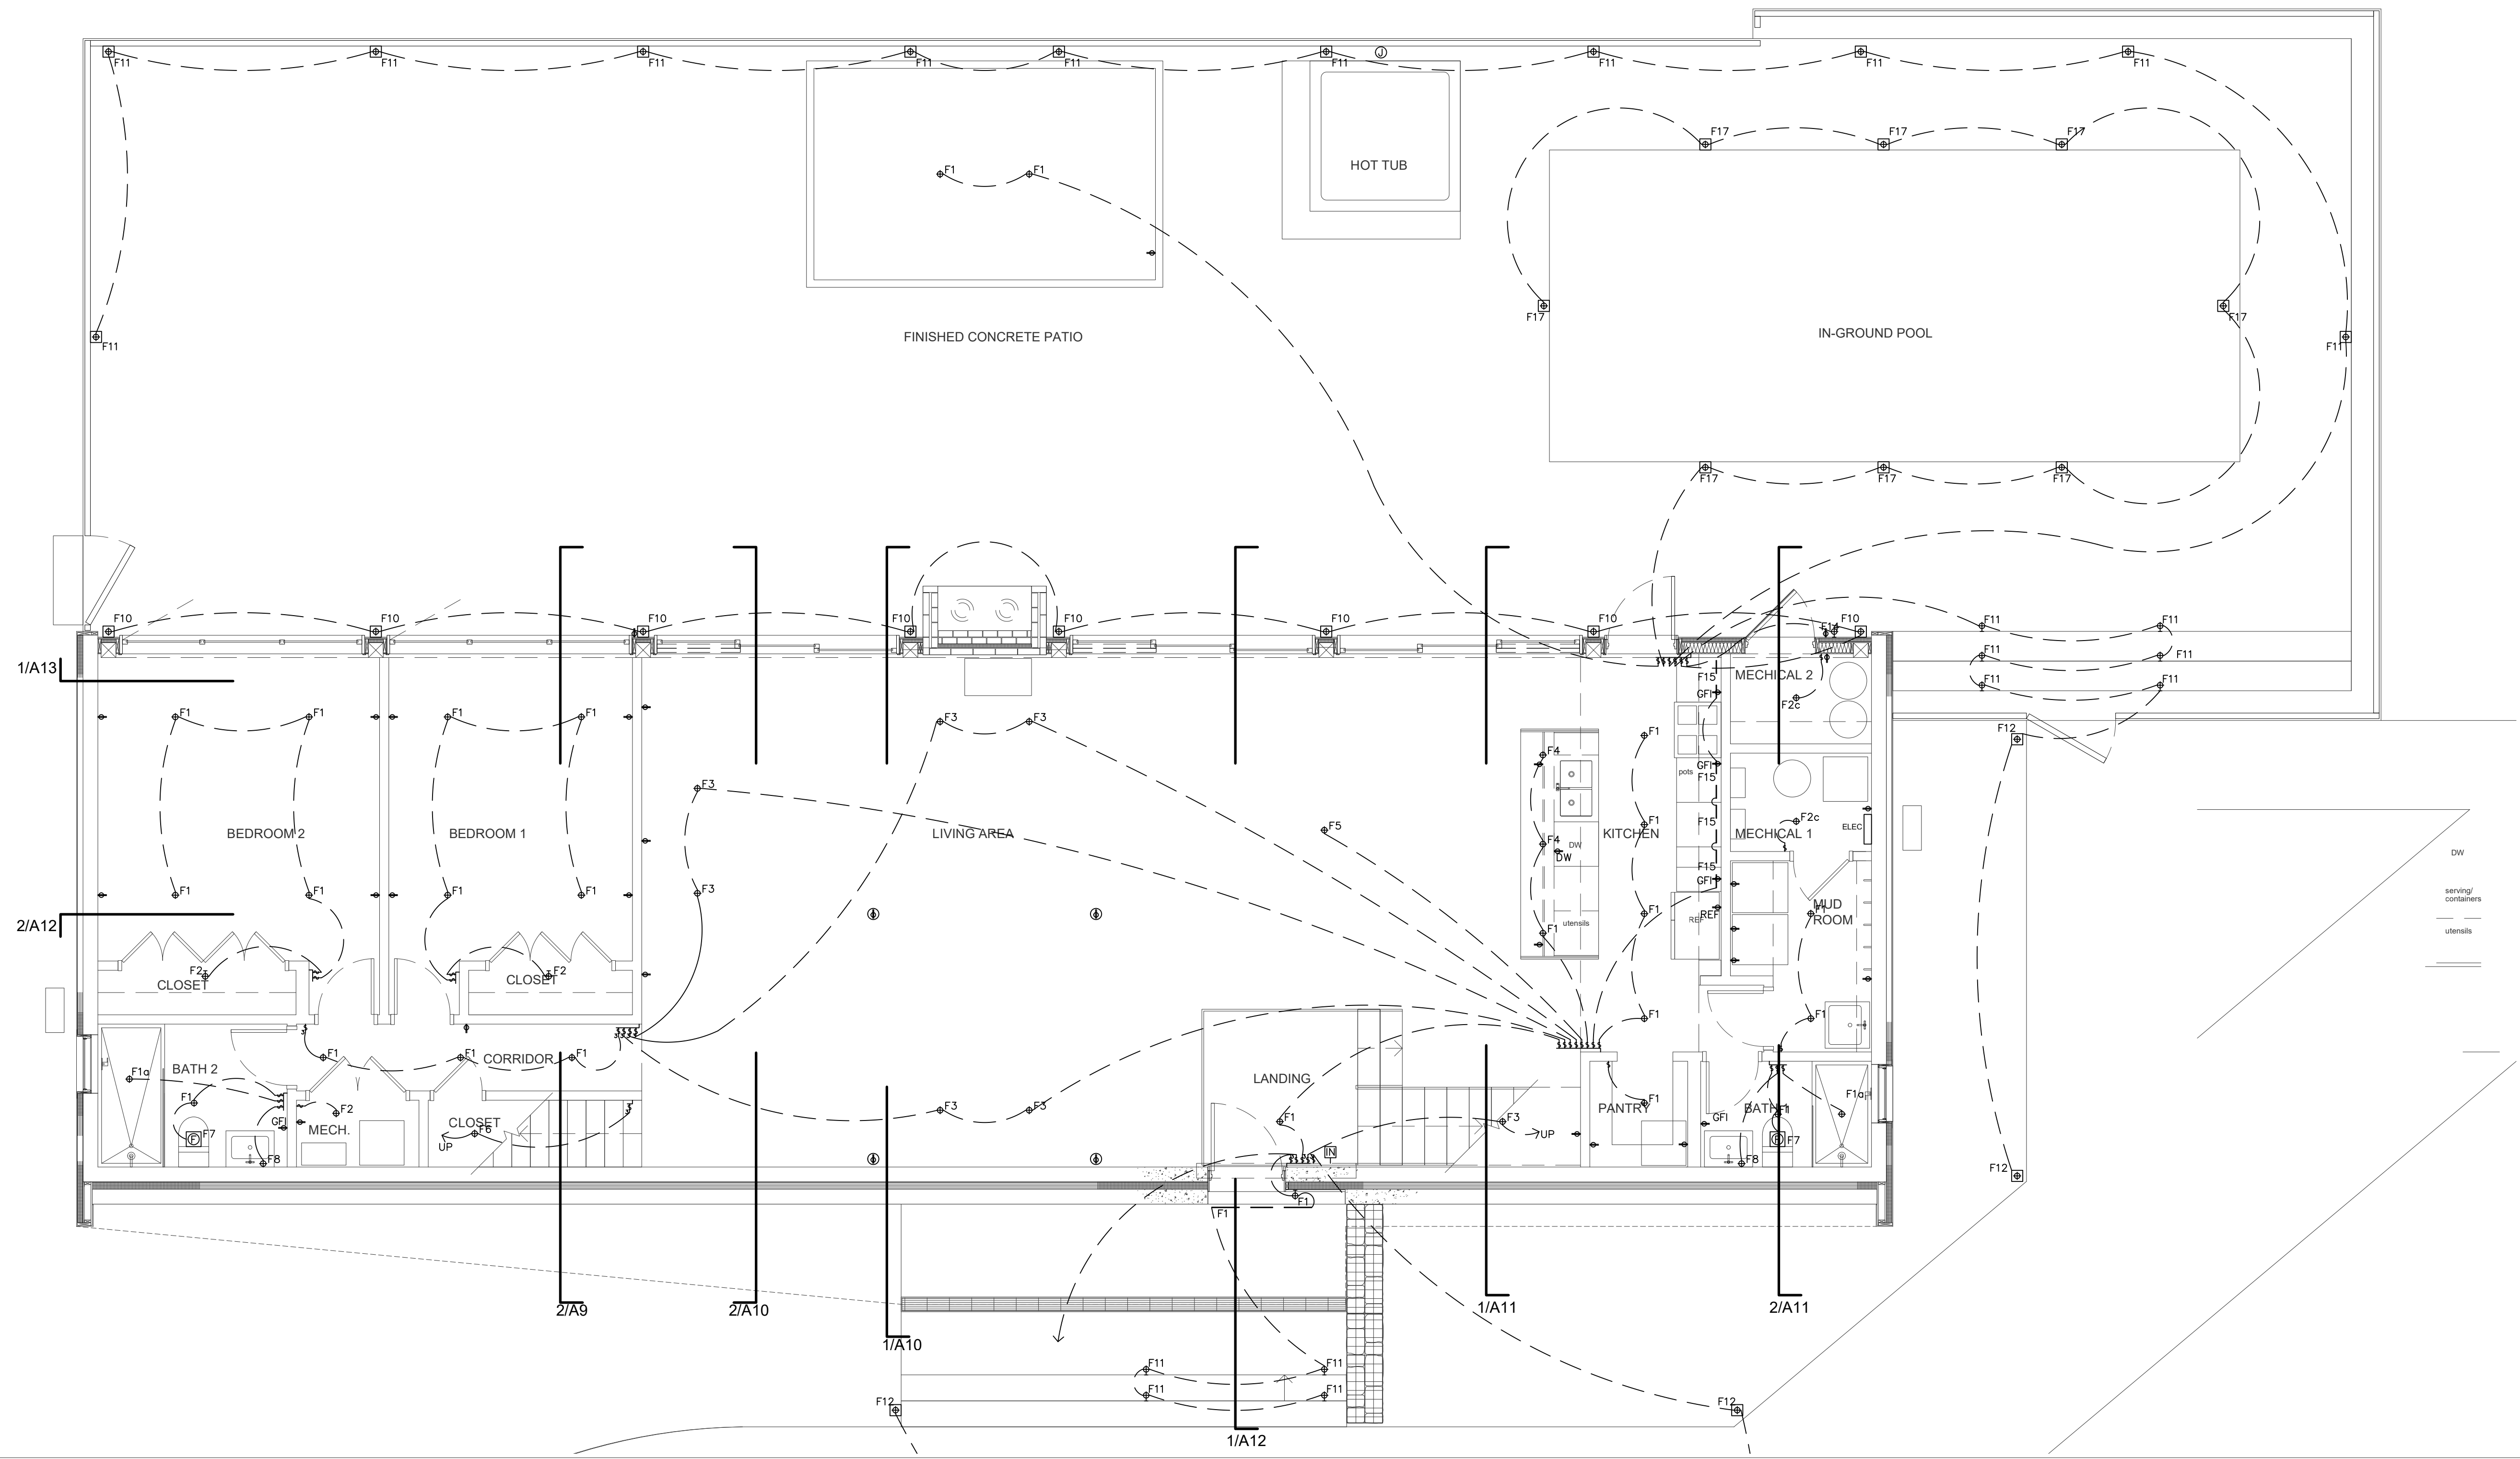 F11 F11 F11 F11 F11 F11 F11 F11 F11
J
F17 F17 F17
HOT TUB
F1 F1
F17 F17
IN-GROUND POOL
FINISHED CONCRETE PATIO
F11 F11
F17 F17 F17
F10 F10 F10 F10 F10 F10 F10 F14 F10
F11 F11
F11 F11
F11 F11
1/A13
F15
MECHICAL 2
GFI
F2c
F1 F1 F1 F1 F3 F3
F12
F1
F4
GFI
pots
F15
F3
BEDROOM 2 BEDROOM 1 LIVING AREA
F5
F1
KITCHEN
F15
MECHICAL 1
F2c
ELEC
F4
DW
DW
DW
F15
GFI
F1 F1 F1 F1 F3
serving/
containers
2/A12
F1
REF
REF
F1
MUD
ROOM
utensils
F1
utensils
F2
CLOSET
F2
CLOSET
F1 F1
F1 F1 F1
CORRIDOR
BATH 2
F1a
LANDING
F1 F2
F3 F3
F1
PANTRY
F1
F1
BATH 1
F1a
GFI
GFI
MECH.
CLOSET
F6
UP
F3
UP
F
F7
F7
F8
F8
IN
F12
F1
F1
2/A9 2/A10 1/A11 2/A11
1/A10
F11 F11
F11 F11
F12 F12
1/A12